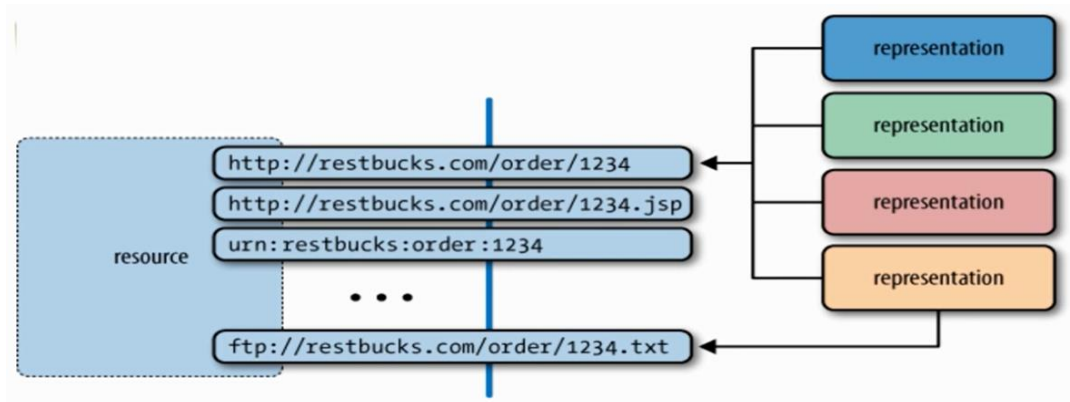 representation
representation
http://restbucks.com/order/1234
http://restbucks.com/order/1234.jsp
representation
urn:restbucks:order:1234
resource
representation
...
ftp://restbucks.com/order/1234.txt